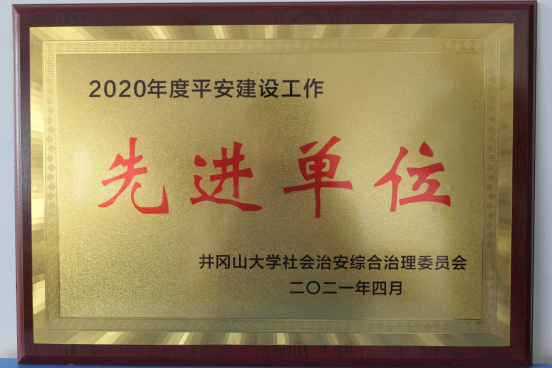 2020年度平安建设工作
先进单位
井冈山大学社会治安综合治理委员会
二〇二一年四月